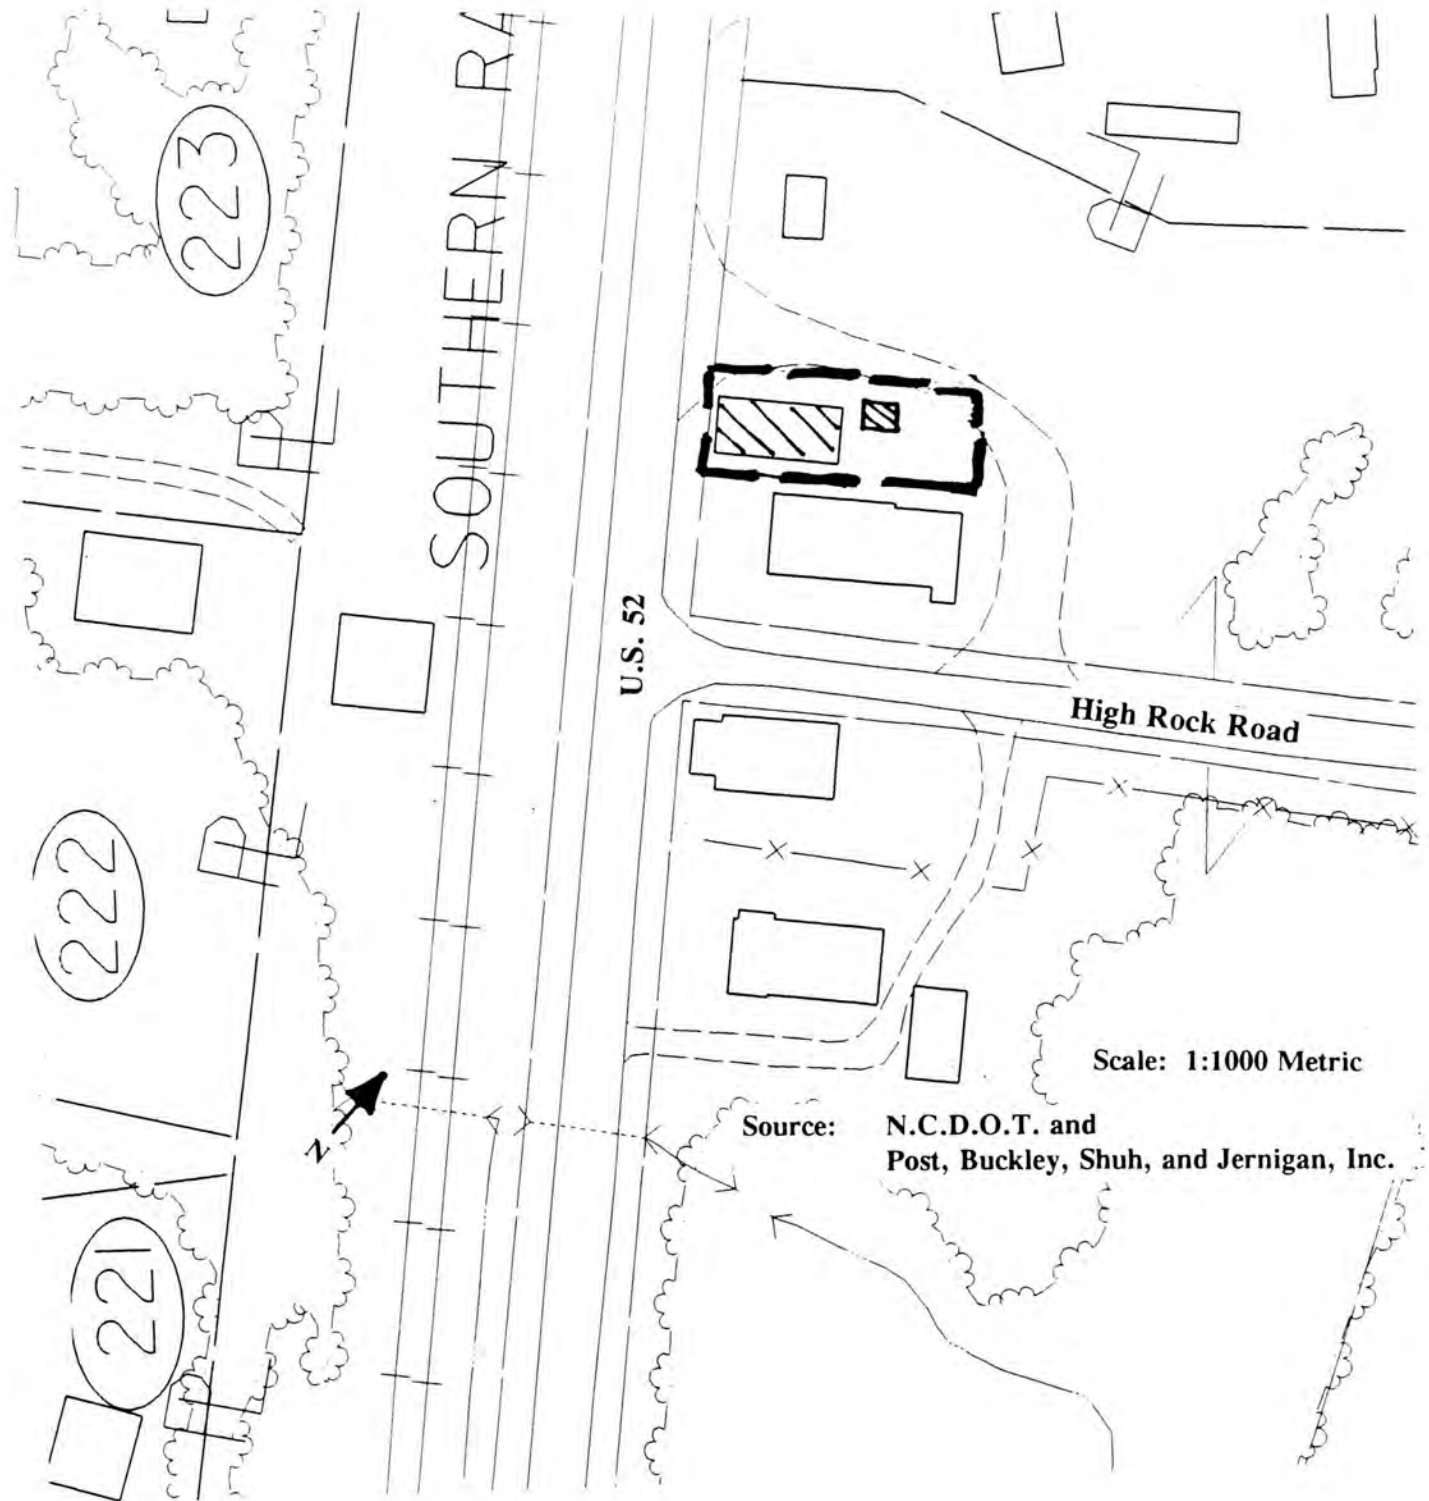 SOUTHERN RA
223
U.S. 52
High Rock Road
222
Scale: 1:1000 Metric
N
Source: N.C.D.O.T. and
Post, Buckley, Shuh, and Jernigan, Inc.
221